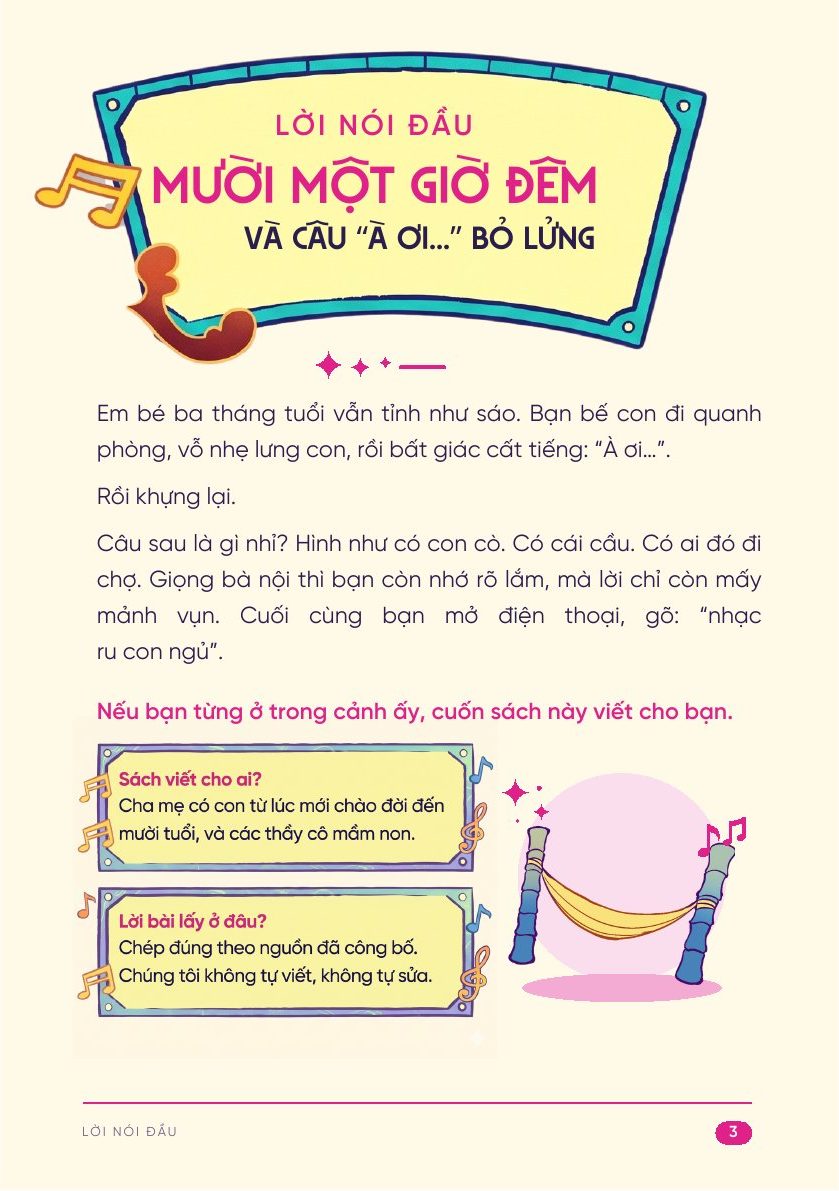 LỜI NÓI ĐẦU
MƯỜI MỘT GIỜ ĐÊM
VÀ CÂU “À ƠI...” BỎ LỬNG
Em bé ba tháng tuổi vẫn tỉnh như sáo. Bạn bế con đi quanh
phòng, vỗ nhẹ lưng con, rồi bất giác cất tiếng: “À ơi…”.
Rồi khựng lại.
Câu sau là gì nhỉ? Hình như có con cò. Có cái cầu. Có ai đó đi
chợ. Giọng bà nội thì bạn còn nhớ rõ lắm, mà lời chỉ còn mấy
mảnh vụn. Cuối cùng bạn mở điện thoại, gõ: “nhạc
ru con ngủ”.
Nếu bạn từng ở trong cảnh ấy, cuốn sách này viết cho bạn.
Sách viết cho ai?
Cha mẹ có con từ lúc mới chào đời đến
mười tuổi, và các thầy cô mầm non.
Lời bài lấy ở đâu?
Chép đúng theo nguồn đã công bố.
Chúng tôi không tự viết, không tự sửa.
LỜI NÓI ĐẦU
3